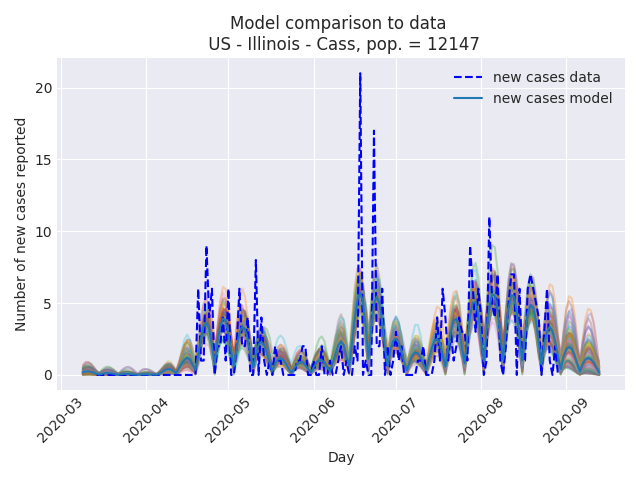 Model comparison to data
US - Illinois - Cass, pop. = 12147
new cases data
new cases model
Number of new cases reported
20
15
10
5
0
2020-03
2020-04
2020-05
2020-06
2020-07
2020-08
2020-09
Day